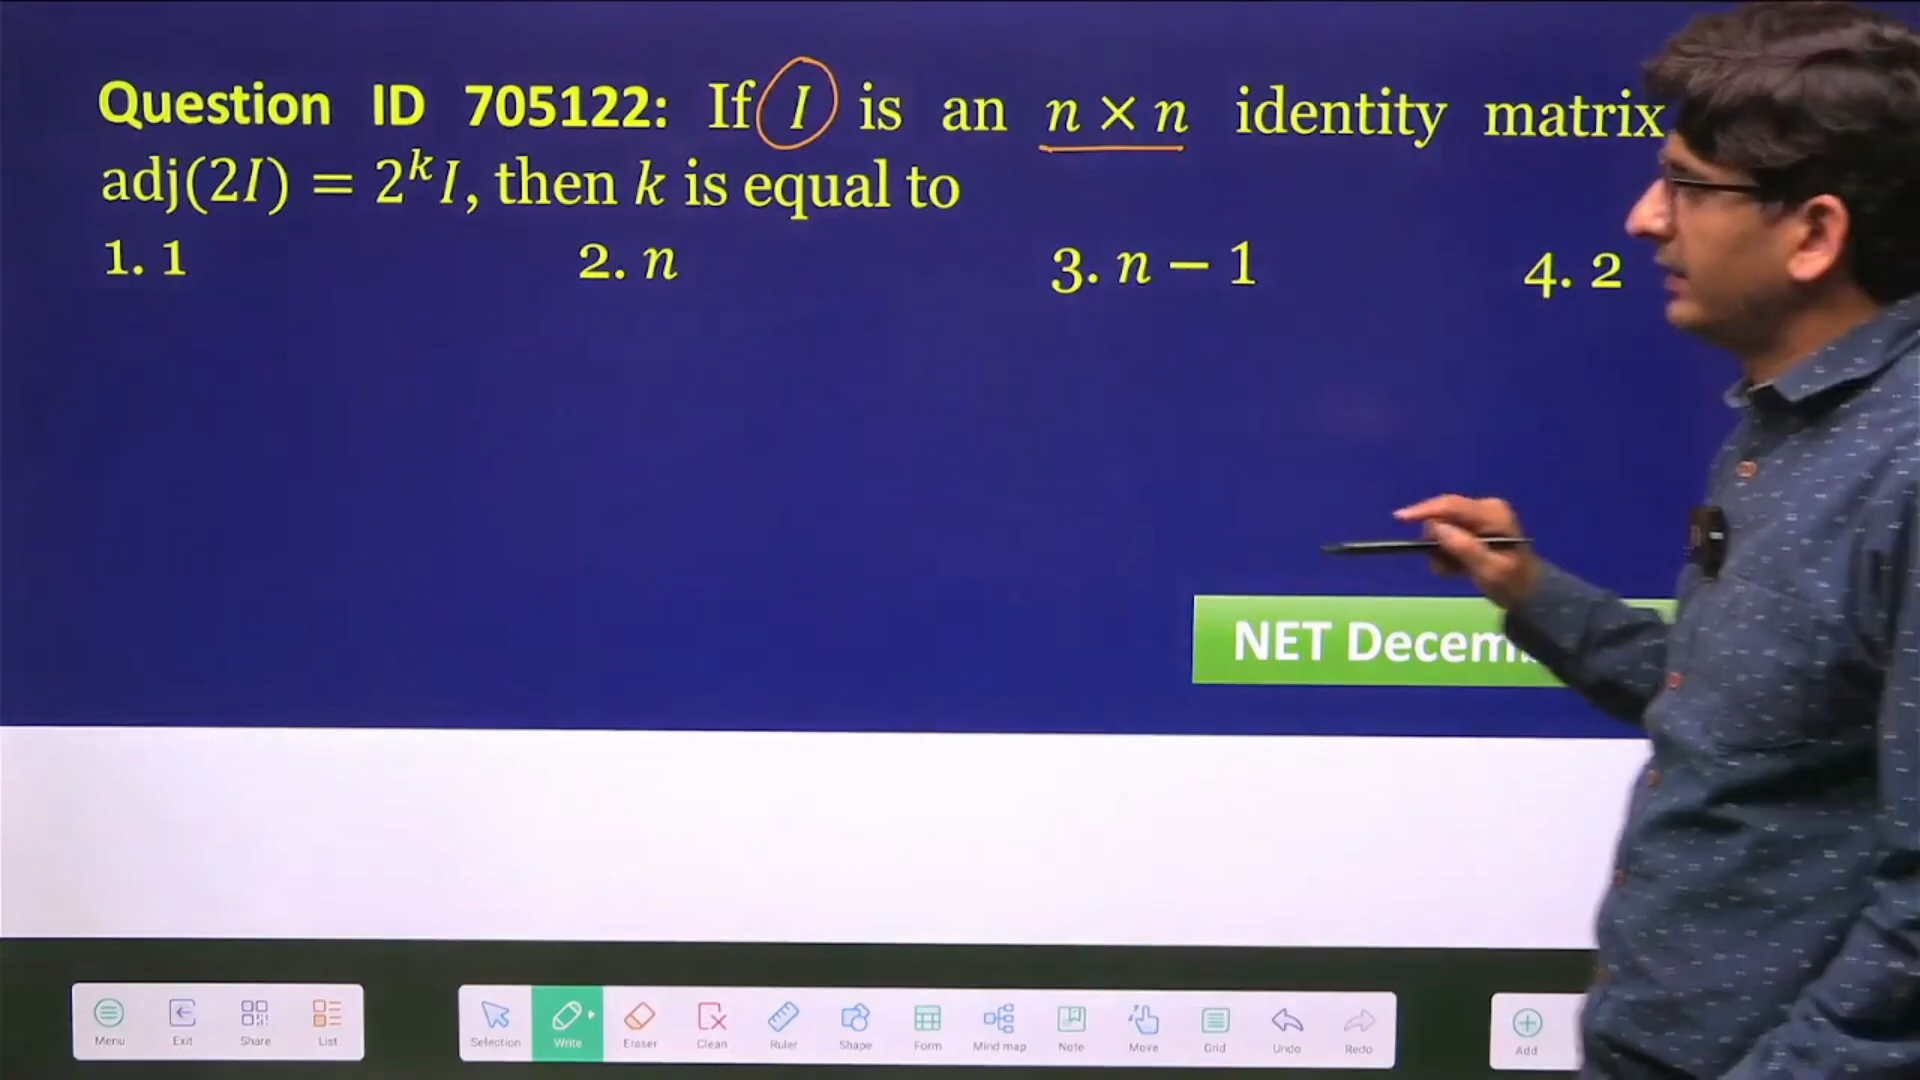 Question ID 705122: If I is an n × n identity matrix
adj(2I) = 2ᵏI, then k is equal to
1. 1 2. n 3. n − 1 4. 2
NET
Menu Exit Share List Selection Write Eraser Clean Ruler Shape Form Mind map Note Move Grid Undo Redo Add